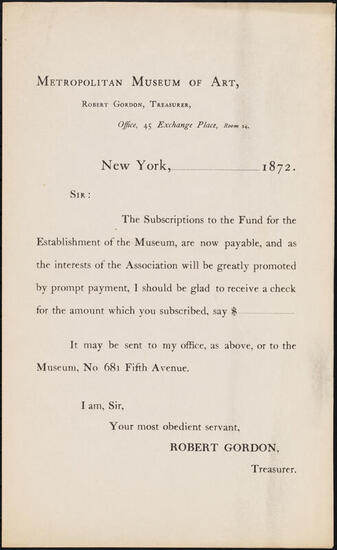 Metropolitan Museum of Art,
Robert Gordon, Treasurer,
Office, 45 Exchange Place, Room 14.
New York, 1872.
Sir:
The Subscriptions to the Fund for the
Establishment of the Museum, are now payable, and as
the interests of the Association will be greatly promoted
by prompt payment, I should be glad to receive a check
for the amount which you subscribed, say $
It may be sent to my office, as above, or to the
Museum, No 681 Fifth Avenue.
I am, Sir,
Your most obedient servant,
ROBERT GORDON,
Treasurer.